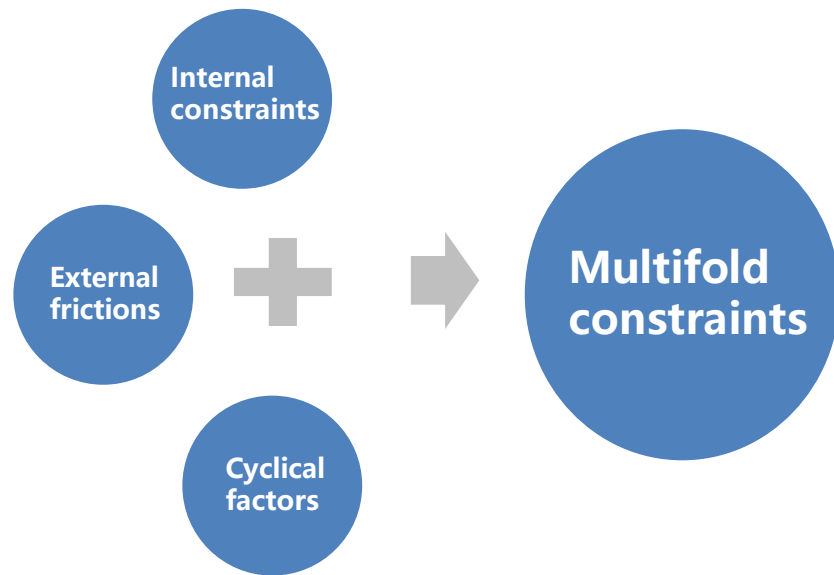 Internal
constraints
External
frictions
Cyclical
factors
Multifold
constraints